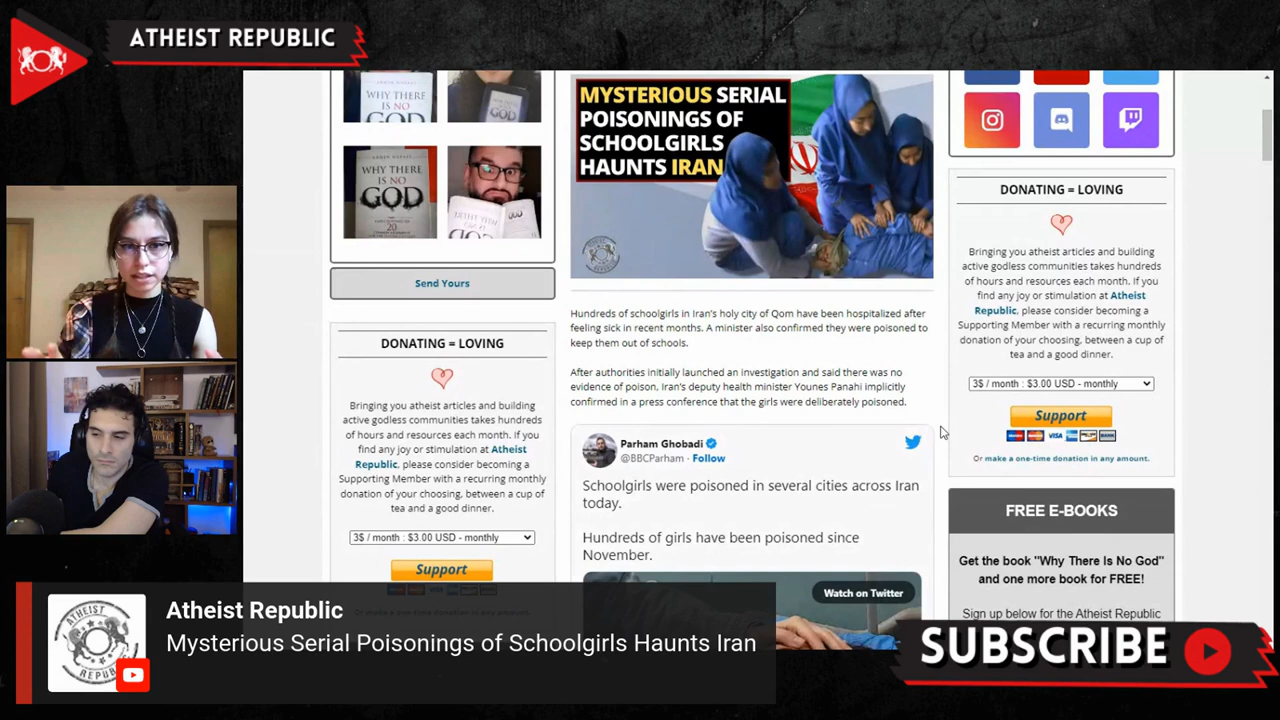 ATHEIST REPUBLIC
WHY THERE
IS NO
GOD
WHY THERE
IS NO
GOD
Send Yours
DONATING = LOVING
Bringing you atheist articles and building
active godless communities takes hundreds
of hours and resources each month. If you
find any joy or stimulation at Atheist
Republic, please consider becoming a
Supporting Member with a recurring monthly
donation of your choosing, between a cup of
tea and a good dinner.
3$ / month : $3.00 USD - monthly
Support
MYSTERIOUS SERIAL
POISONINGS OF
SCHOOLGIRLS
HAUNTS IRAN
Hundreds of schoolgirls in Iran's holy city of Qom have been hospitalized after
feeling sick in recent months. A minister also confirmed they were poisoned to
keep them out of schools.
After authorities initially launched an investigation and said there was no
evidence of poison, Iran's deputy health minister Younes Panahi implicitly
confirmed in a press conference that the girls were deliberately poisoned.
Parham Ghobadi
@BBCParham · Follow
Schoolgirls were poisoned in several cities across Iran
today.
Hundreds of girls have been poisoned since
November.
Watch on Twitter
DONATING = LOVING
Bringing you atheist articles and building
active godless communities takes hundreds
of hours and resources each month. If you
find any joy or stimulation at Atheist
Republic, please consider becoming a
Supporting Member with a recurring monthly
donation of your choosing, between a cup of
tea and a good dinner.
3$ / month : $3.00 USD - monthly
Support
VISA
Or make a one-time donation in any amount.
FREE E-BOOKS
Get the book "Why There Is No God"
and one more book for FREE!
Sign up below for the Atheist Republic
Atheist Republic
Mysterious Serial Poisonings of Schoolgirls Haunts Iran
SUBSCRIBE